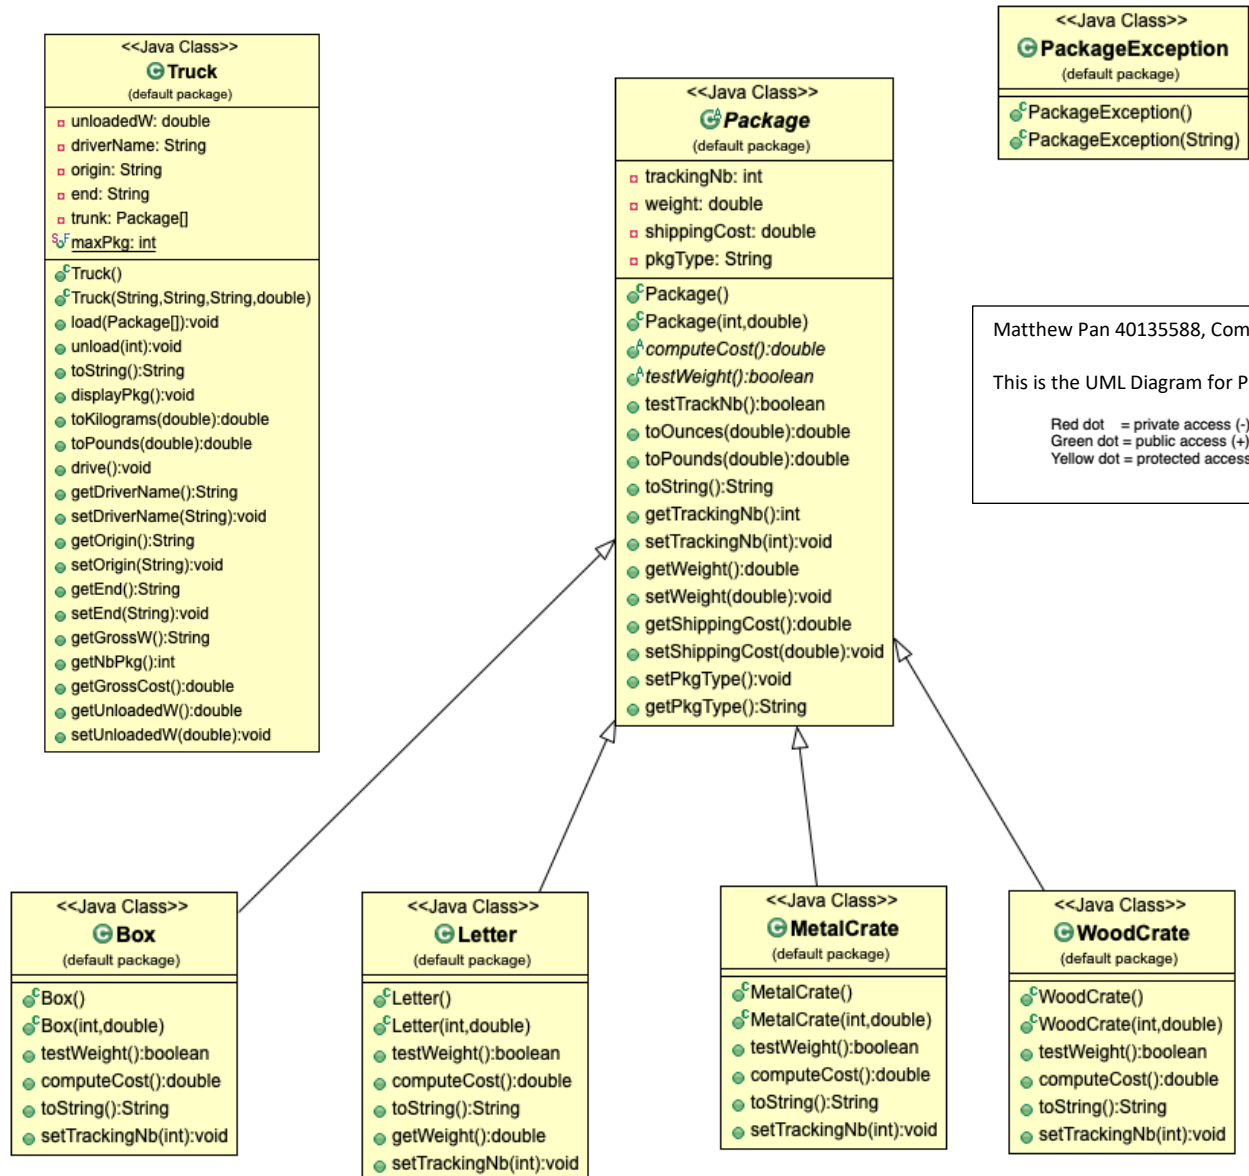 <<Java Class>>
Truck
(default package)
unloadedW: double
driverName: String
origin: String
end: String
trunk: Package[]
maxPkg: int
Truck()
Truck(String,String,String,double)
load(Package[]):void
unload(int):void
toString():String
displayPkg():void
toKilograms(double):double
toPounds(double):double
drive():void
getDriverName():String
setDriverName(String):void
getOrigin():String
setOrigin(String):void
getEnd():String
setEnd(String):void
getGrossW():String
getNbPkg():int
getGrossCost():double
getUnloadedW():double
setUnloadedW(double):void
<<Java Class>>
Package
(default package)
trackingNb: int
weight: double
shippingCost: double
pkgType: String
Package()
Package(int,double)
computeCost():double
testWeight():boolean
testTrackNb():boolean
toOunces(double):double
toPounds(double):double
toString():String
getTrackingNb():int
setTrackingNb(int):void
getWeight():double
setWeight(double):void
getShippingCost():double
setShippingCost(double):void
setPkgType():void
getPkgType():String
<<Java Class>>
PackageException
(default package)
PackageException()
PackageException(String)
Matthew Pan 40135588, Com
This is the UML Diagram for P
Red dot = private access (-)
Green dot = public access (+)
Yellow dot = protected access
<<Java Class>>
Box
(default package)
Box()
Box(int,double)
testWeight():boolean
computeCost():double
toString():String
setTrackingNb(int):void
<<Java Class>>
Letter
(default package)
Letter()
Letter(int,double)
testWeight():boolean
computeCost():double
toString():String
getWeight():double
setTrackingNb(int):void
<<Java Class>>
MetalCrate
(default package)
MetalCrate()
MetalCrate(int,double)
testWeight():boolean
computeCost():double
toString():String
setTrackingNb(int):void
<<Java Class>>
WoodCrate
(default package)
WoodCrate()
WoodCrate(int,double)
testWeight():boolean
computeCost():double
toString():String
setTrackingNb(int):void